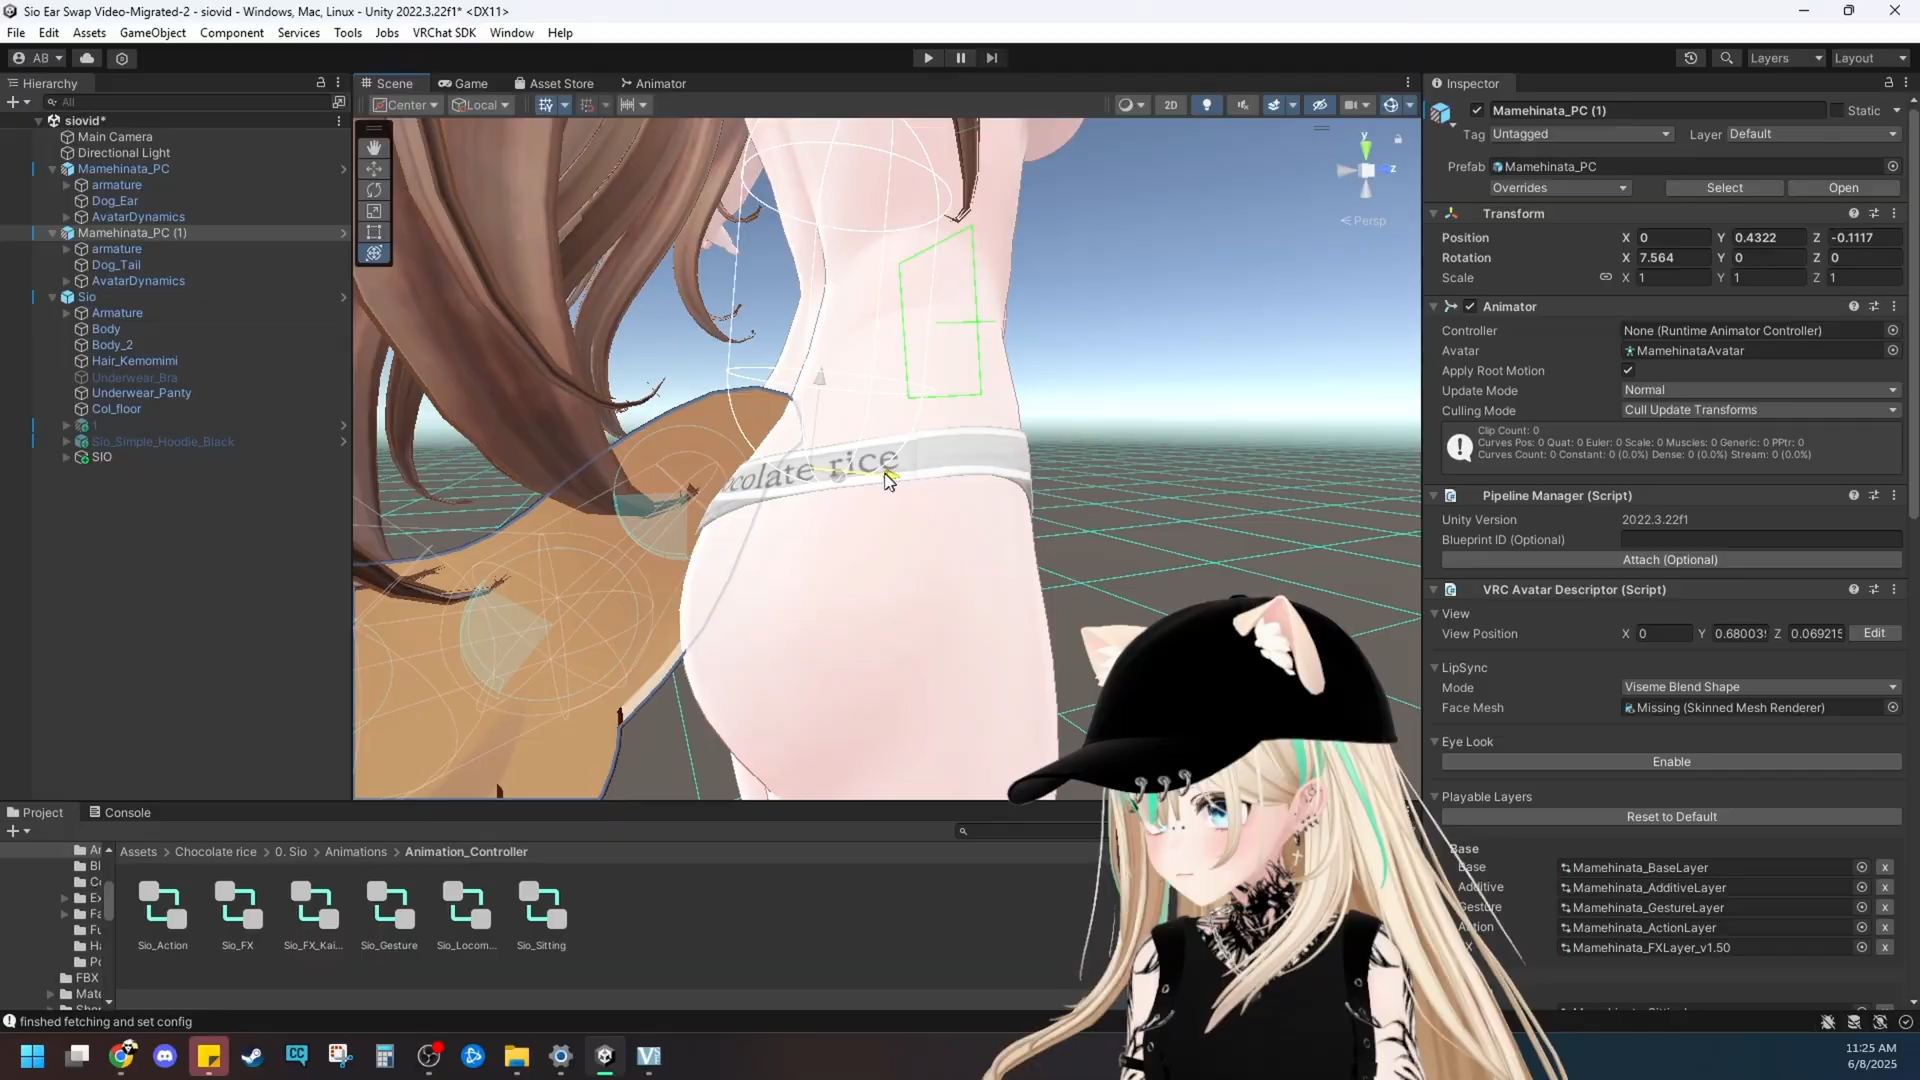 Sio Ear Swap Video-Migrated-2 - siovid - Windows, Mac, Linux - Unity 2022.3.22f1* <DX11>
File Edit Assets GameObject Component Services Tools Jobs VRChat SDK Window Help
AB Layers Layout
Hierarchy
All
siovid*
Main Camera
Directional Light
Mamehinata_PC
armature
Dog_Ear
AvatarDynamics
Mamehinata_PC (1)
armature
Dog_Tail
AvatarDynamics
Sio
Armature
Body
Body_2
Hair_Kemomimi
Underwear_Bra
Underwear_Panty
Col_floor
1
Sio_Simple_Hoodie_Black
SIO
Scene Game Asset Store Animator
Center Local 2D
y
z
Persp
colate rice
Inspector
Mamehinata_PC (1) Static
Tag Untagged Layer Default
Prefab Mamehinata_PC
Overrides Select Open
Transform
Position X 0 Y 0.4322 Z -0.1117
Rotation X 7.564 Y 0 Z 0
Scale X 1 Y 1 Z 1
Animator
Controller None (Runtime Animator Controller)
Avatar MamehinataAvatar
Apply Root Motion
Update Mode Normal
Culling Mode Cull Update Transforms
Clip Count: 0
Curves Pos: 0 Quat: 0 Euler: 0 Scale: 0 Muscles: 0 Generic: 0 PPtr: 0
Curves Count: 0 Constant: 0 (0.0%) Dense: 0 (0.0%) Stream: 0 (0.0%)
Pipeline Manager (Script)
Unity Version 2022.3.22f1
Blueprint ID (Optional)
Attach (Optional)
VRC Avatar Descriptor (Script)
View
View Position X 0 Y 0.68003 Z 0.069215 Edit
LipSync
Mode Viseme Blend Shape
Face Mesh Missing (Skinned Mesh Renderer)
Eye Look
Enable
Playable Layers
Reset to Default
Base
Base Mamehinata_BaseLayer x
Additive Mamehinata_AdditiveLayer x
Gesture Mamehinata_GestureLayer x
Action Mamehinata_ActionLayer x
Mamehinata_FXLayer_v1.50 x
Project Console
Assets > Chocolate rice > 0. Sio > Animations > Animation_Controller
FBX
Mate
Sio_Action Sio_FX Sio_FX_Kai... Sio_Gesture Sio_Locom... Sio_Sitting
finshed fetching and set config
CC
11:25 AM
6/8/2025